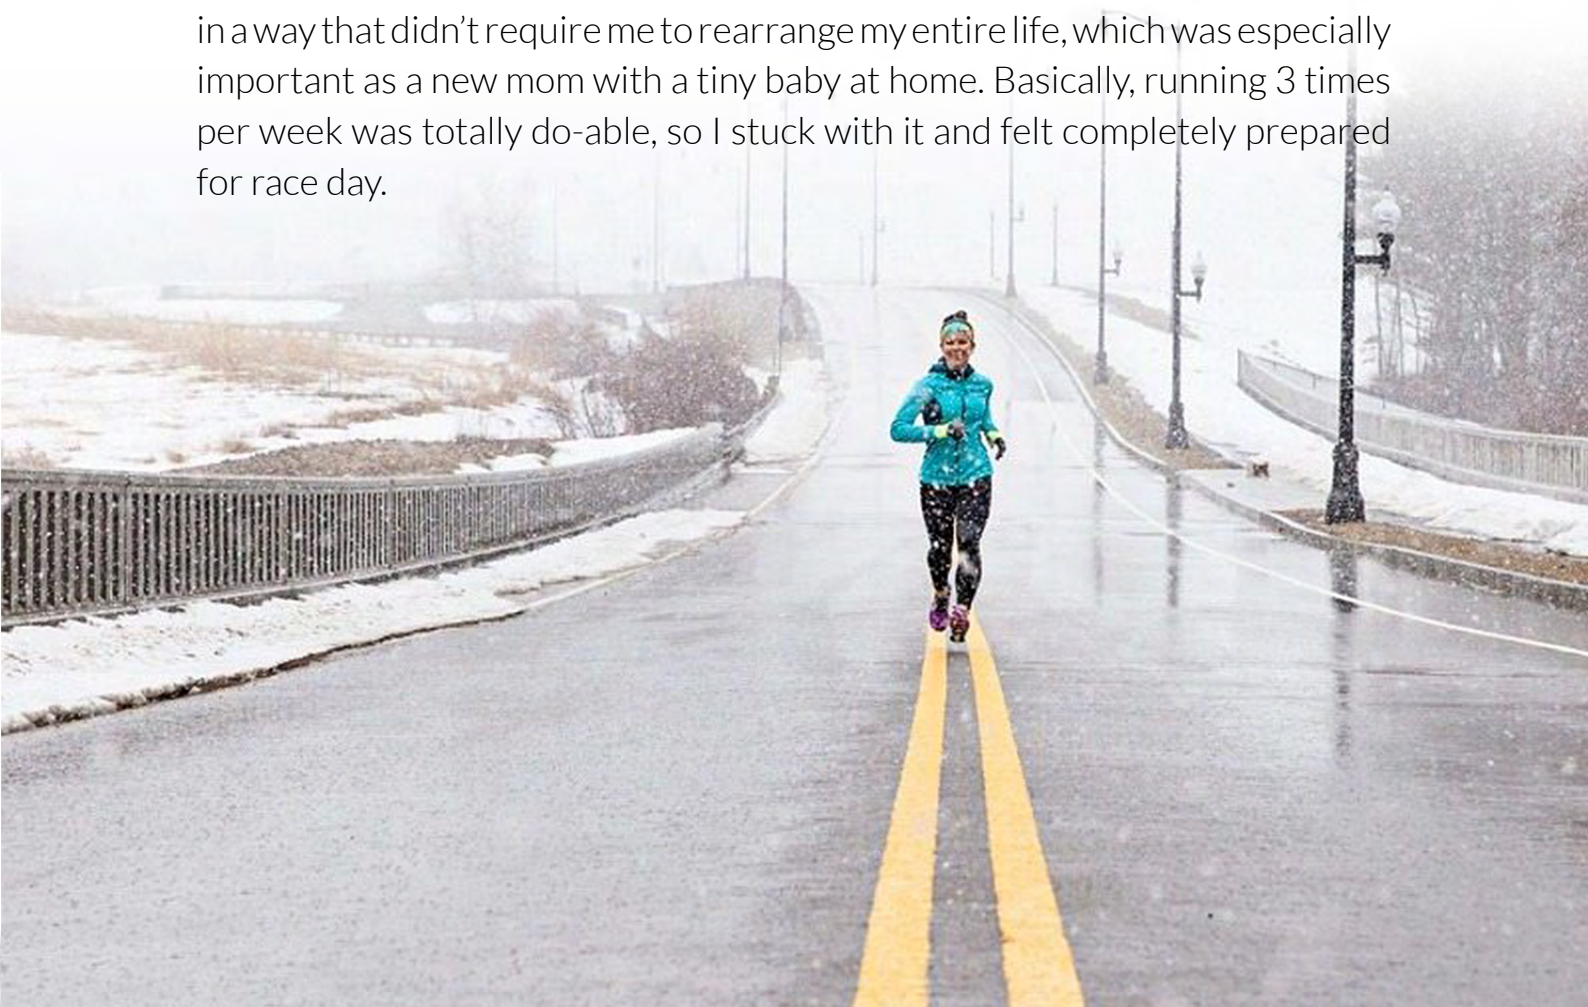 in a way that didn’t require me to rearrange my entire life, which was especially
important as a new mom with a tiny baby at home. Basically, running 3 times
per week was totally do-able, so I stuck with it and felt completely prepared
for race day.